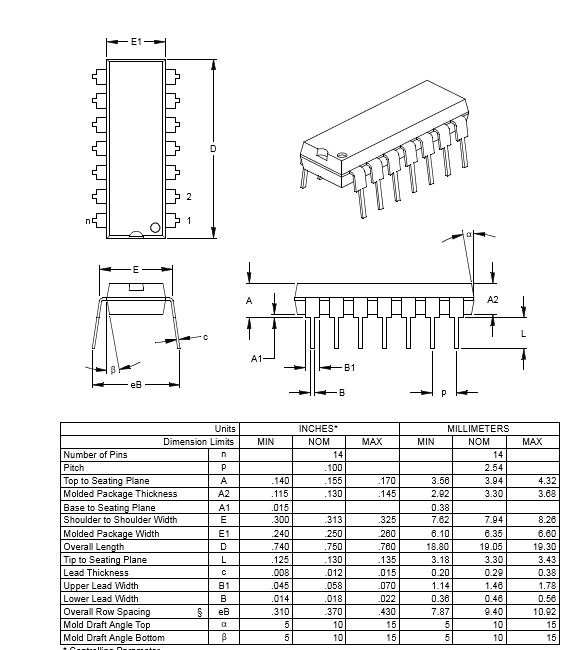 E1
D
2
n
1
α
E
A
A2
c
L
A1
β
B1
eB
B
p
Units INCHES* MILLIMETERS
Dimension Limits MIN NOM MAX MIN NOM MAX
Number of Pins n 14 14
Pitch p .100 2.54
Top to Seating Plane A .140 .155 .170 3.56 3.94 4.32
Molded Package Thickness A2 .115 .130 .145 2.92 3.30 3.68
Base to Seating Plane A1 .015 0.38
Shoulder to Shoulder Width E .300 .313 .325 7.62 7.94 8.26
Molded Package Width E1 .240 .250 .260 6.10 6.35 6.60
Overall Length D .740 .750 .760 18.80 19.05 19.30
Tip to Seating Plane L .125 .130 .135 3.18 3.30 3.43
Lead Thickness c .008 .012 .015 0.20 0.29 0.38
Upper Lead Width B1 .045 .058 .070 1.14 1.46 1.78
Lower Lead Width B .014 .018 .022 0.36 0.46 0.56
Overall Row Spacing § eB .310 .370 .430 7.87 9.40 10.92
Mold Draft Angle Top α 5 10 15 5 10 15
Mold Draft Angle Bottom β 5 10 15 5 10 15
* Controlling Parameter